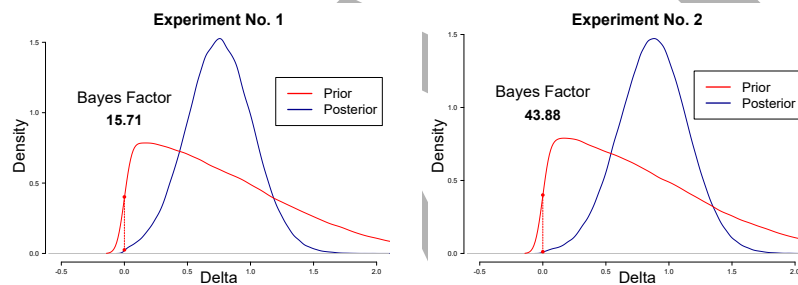 Experiment No. 1
Density
1.5
1.0
0.5
0.0
Bayes Factor
15.71
Prior
Posterior
-0.5 0.0 0.5 1.0 1.5 2.0
Delta
Experiment No. 2
Density
1.5
1.0
0.5
0.0
Bayes Factor
43.88
Prior
Posterior
-0.5 0.0 0.5 1.0 1.5 2.0
Delta